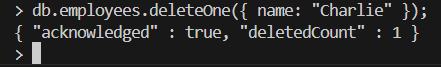 > db.employees.deleteOne({ name: "Charlie" });
{ "acknowledged" : true, "deletedCount" : 1 }
>